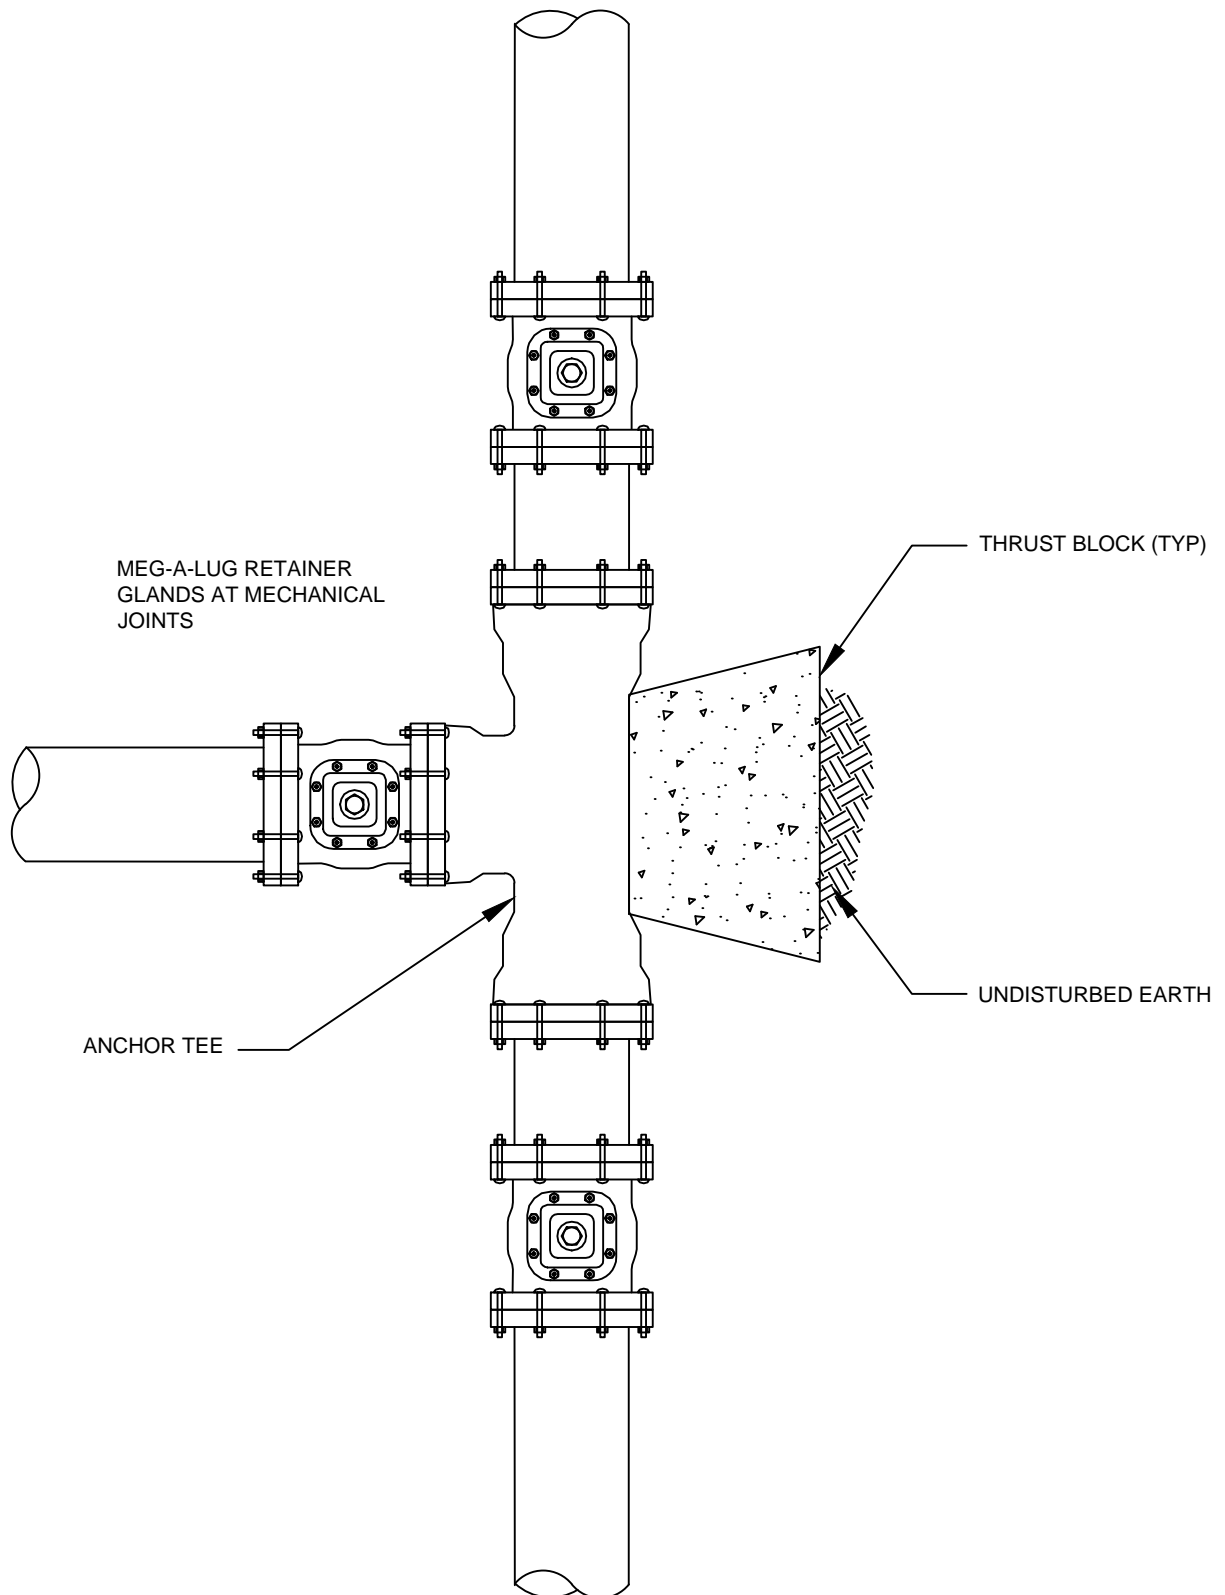 THRUST BLOCK (TYP)
MEG-A-LUG RETAINER
GLANDS AT MECHANICAL
JOINTS
UNDISTURBED EARTH
ANCHOR TEE